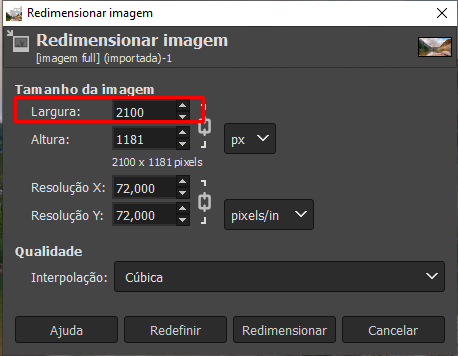 Redimensionar imagem
Redimensionar imagem
[imagem full] (importada)-1
Tamanho da imagem
Largura: 2100
Altura: 1181 px
2100 x 1181 pixels
Resolução X: 72,000
Resolução Y: 72,000 pixels/in
Qualidade
Interpolação: Cúbica
Ajuda Redefinir Redimensionar Cancelar